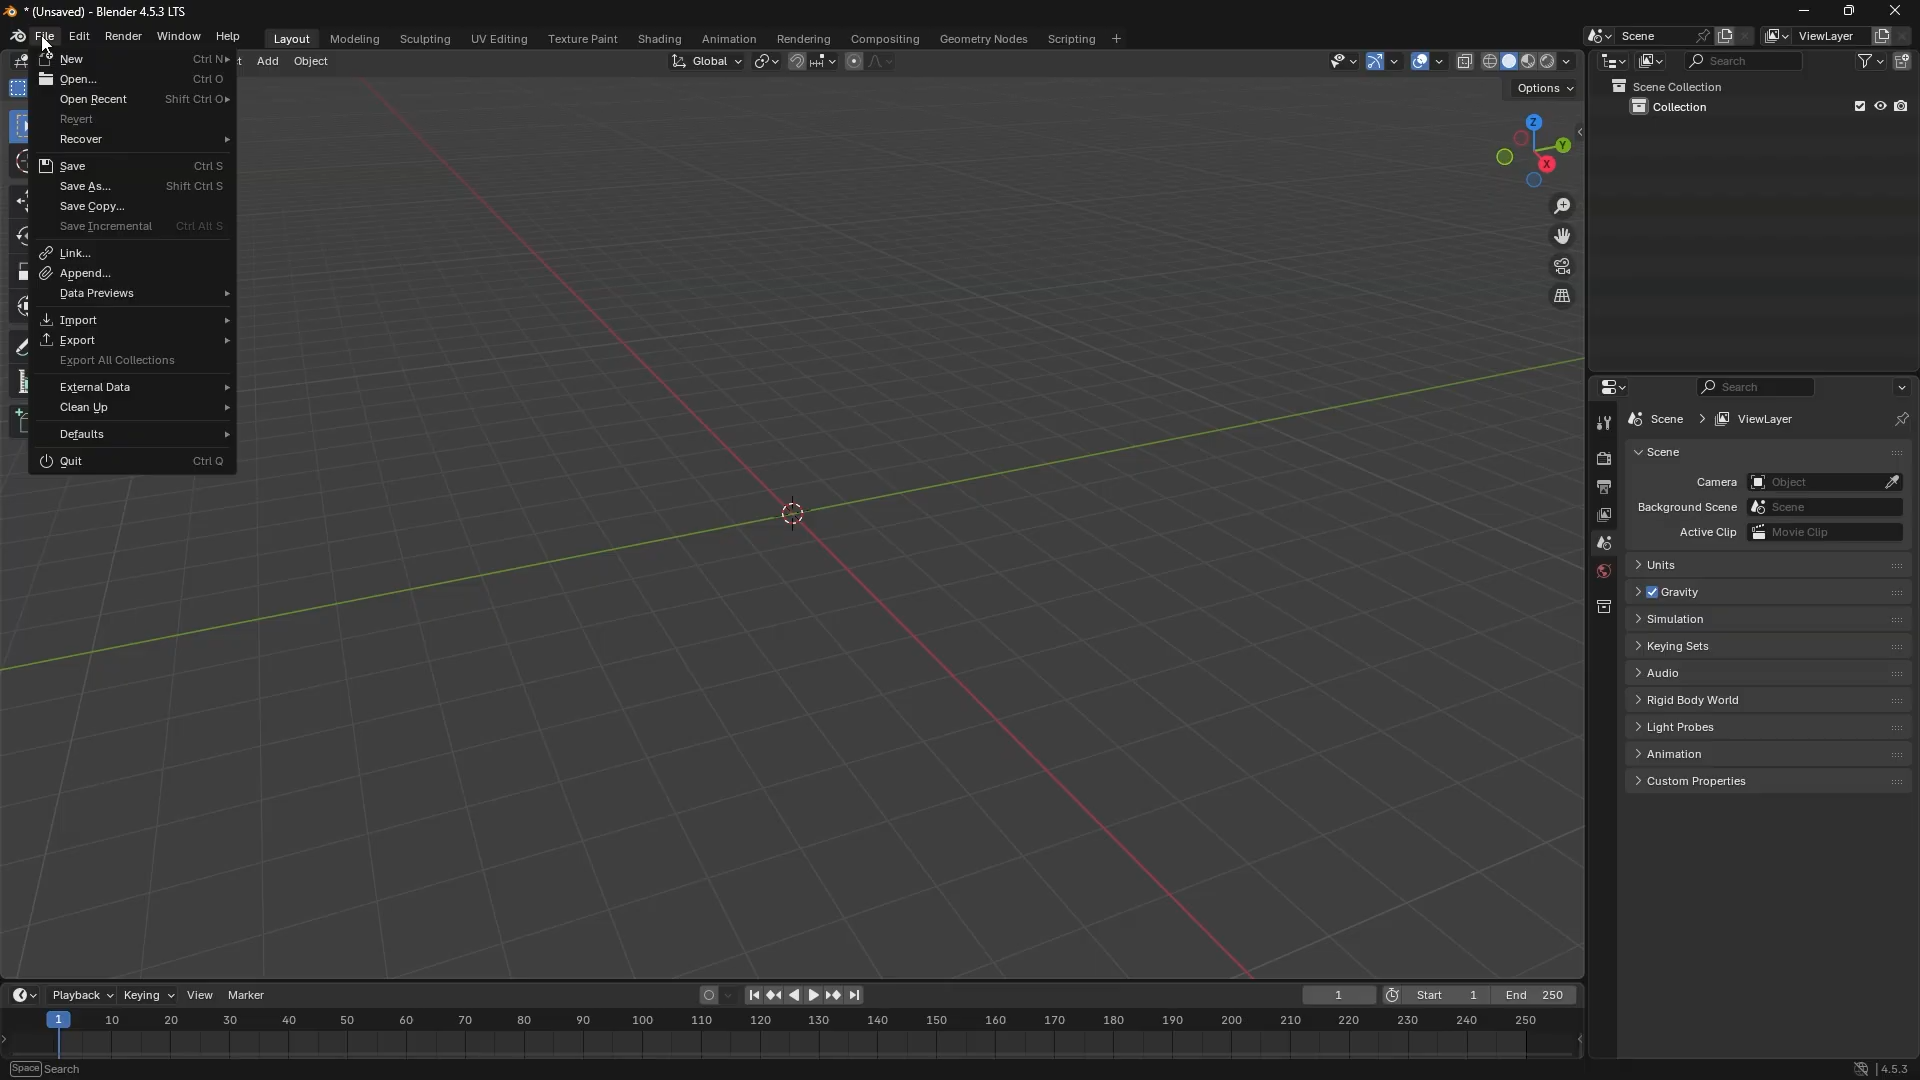 * (Unsaved) - Blender 4.5.3 LTS
File Edit Render Window Help Layout Modeling Sculpting UV Editing Texture Paint Shading Animation Rendering Compositing Geometry Nodes Scripting + Scene ViewLayer
Add Object Global Search
Options
New Ctrl N
Open... Ctrl O
Open Recent Shift Ctrl O
Revert
Recover
Save Ctrl S
Save As... Shift Ctrl S
Save Copy...
Save Incremental Ctrl Alt S
Link...
Append...
Data Previews
Import
Export
Export All Collections
External Data
Clean Up
Defaults
Quit Ctrl Q
Z
Y
X
Scene Collection
Collection
Search
Scene > ViewLayer
Scene
Camera Object
Background Scene Scene
Active Clip Movie Clip
Units
Gravity
Simulation
Keying Sets
Audio
Rigid Body World
Light Probes
Animation
Custom Properties
Playback Keying View Marker 1 Start 1 End 250
1 10 20 30 40 50 60 70 80 90 100 110 120 130 140 150 160 170 180 190 200 210 220 230 240 250
Space Search 4.5.3